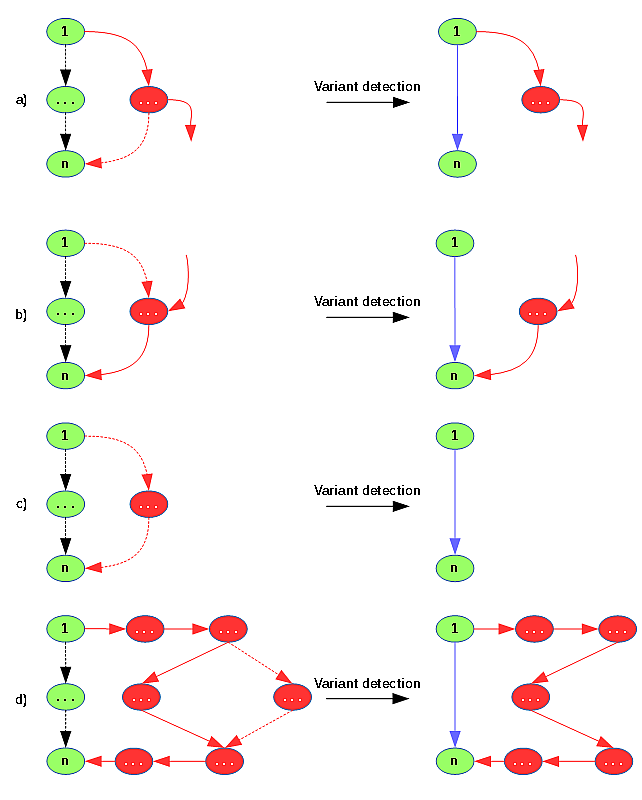 1 1
Variant detection
a) ... ... ...
n n
1 1
Variant detection
b) ... ... ...
n n
1 1
Variant detection
c) ... ...
n n
1 ... ... 1 ... ...
Variant detection
d) ... ... ... ...
n ... ... n ... ...